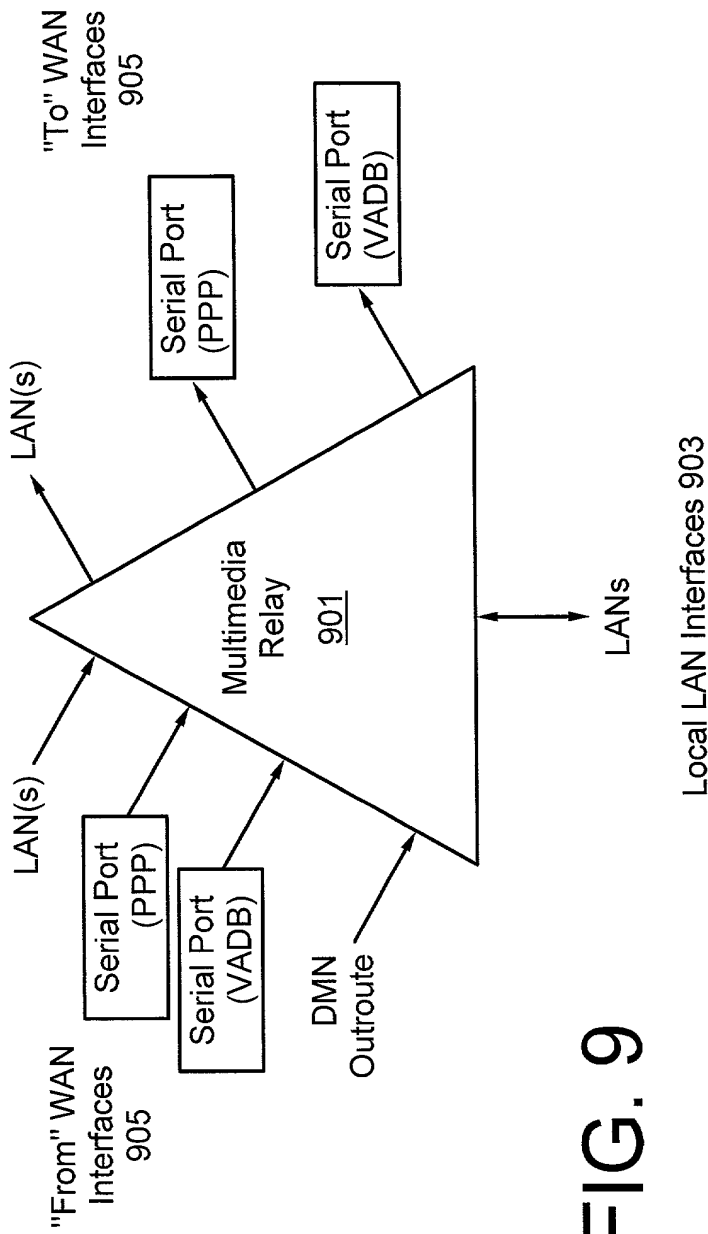 "From" WAN
Interfaces
905
"To" WAN
Interfaces
905
LAN(s)
LAN(s)
Serial Port
(PPP)
Serial Port
(PPP)
Serial Port
(VADB)
Serial Port
(VADB)
Multimedia
Relay
901
DMN
Outroute
LANs
Local LAN Interfaces 903
FIG. 9